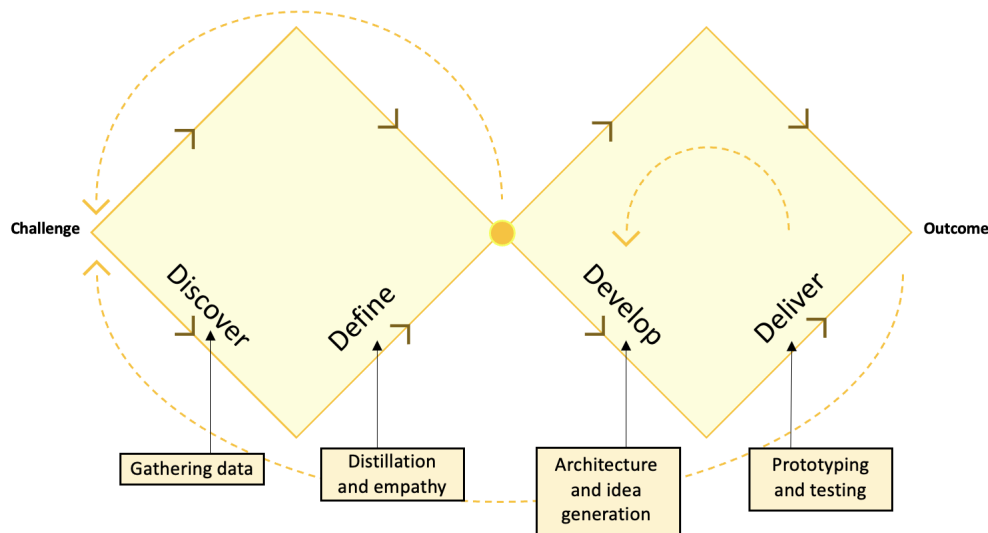 Challenge
Outcome
Discover
Define
Develop
Deliver
Gathering data
Distillation
and empathy
Architecture
and idea
generation
Prototyping
and testing